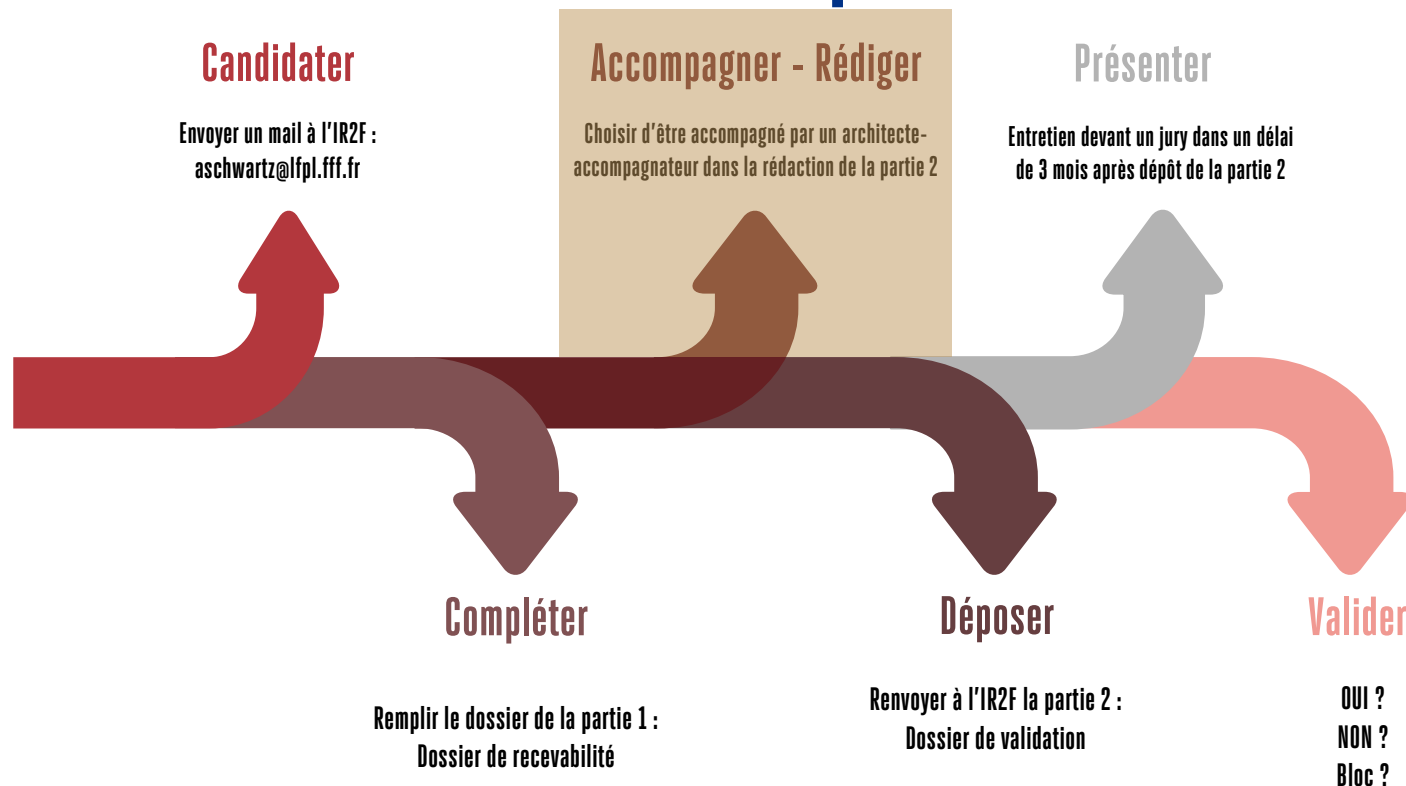 Candidater
Envoyer un mail à l'IR2F :
aschwartz@lfpl.fff.fr
Compléter
Remplir le dossier de la partie 1 :
Dossier de recevabilité
Accompagner - Rédiger
Choisir d'être accompagné par un architecte-
accompagnateur dans la rédaction de la partie 2
Déposer
Renvoyer à l'IR2F la partie 2 :
Dossier de validation
Présenter
Entretien devant un jury dans un délai
de 3 mois après dépôt de la partie 2
Valider
OUI ?
NON ?
Bloc ?